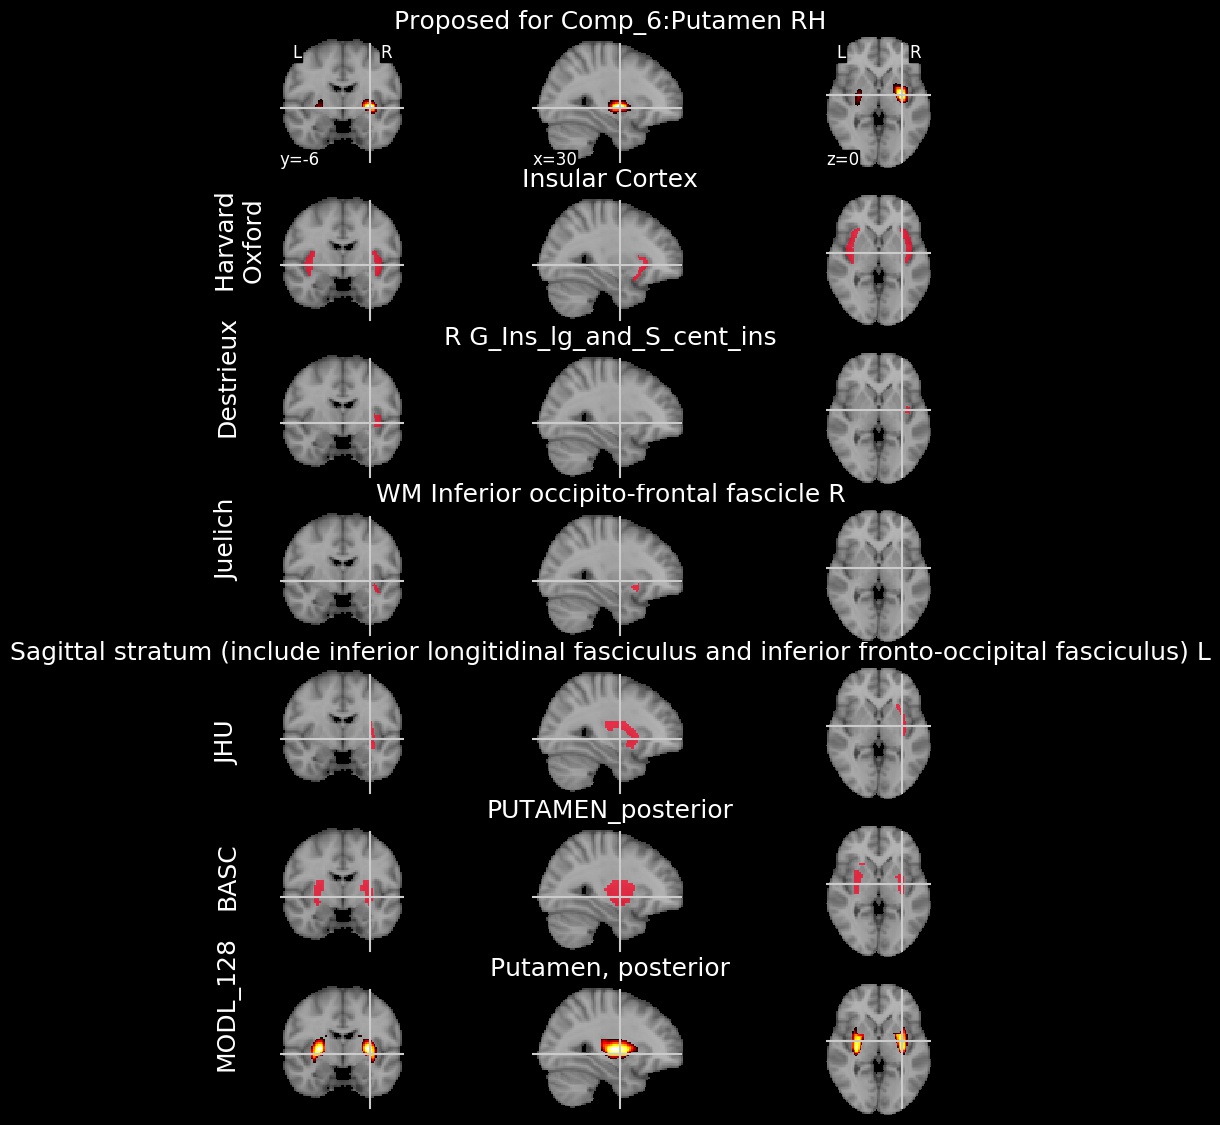 Proposed for Comp_6:Putamen RH
L R L R
y=-6 x=30 z=0
Insular Cortex
Harvard
Oxford
R G_Ins_lg_and_S_cent_ins
Destrieux
WM Inferior occipito-frontal fascicle R
Juelich
Sagittal stratum (include inferior longitidinal fasciculus and inferior fronto-occipital fasciculus) L
JHU
PUTAMEN_posterior
BASC
Putamen, posterior
MODL_128